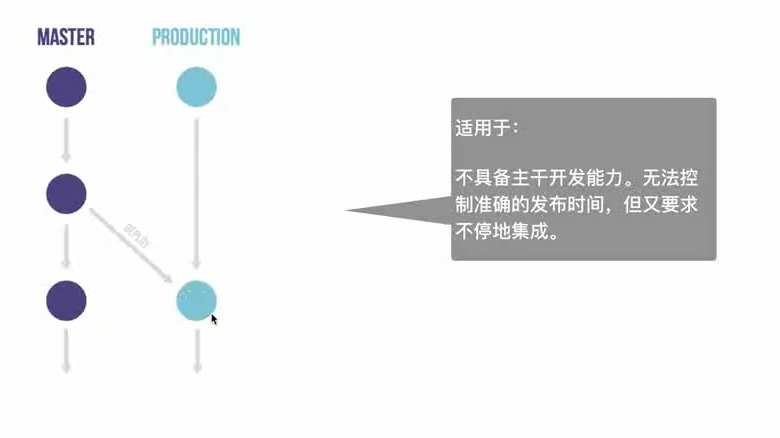 MASTER PRODUCTION
适用于：
不具备主干开发能力。无法控
制准确的发布时间，但又要求
不停地集成。
DEPLOY